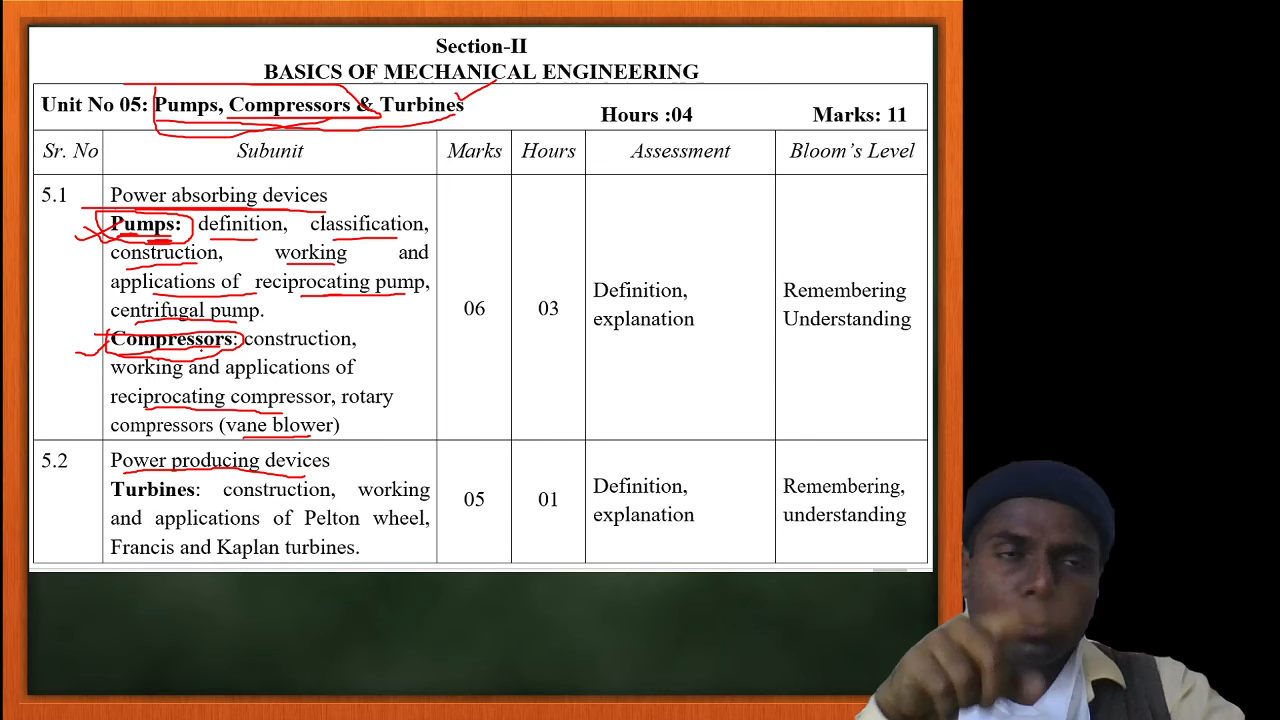 Section-II
BASICS OF MECHANICAL ENGINEERING
Unit No 05: Pumps, Compressors & Turbines Hours :04 Marks: 11
Sr. No Subunit Marks Hours Assessment Bloom's Level
5.1 Power absorbing devices
Pumps: definition, classification,
construction, working and
applications of reciprocating pump,
centrifugal pump.
Compressors: construction,
working and applications of
reciprocating compressor, rotary
compressors (vane blower)
06
03
Definition,
explanation
Remembering
Understanding
5.2 Power producing devices
Turbines: construction, working
and applications of Pelton wheel,
Francis and Kaplan turbines.
05
01
Definition,
explanation
Remembering,
understanding